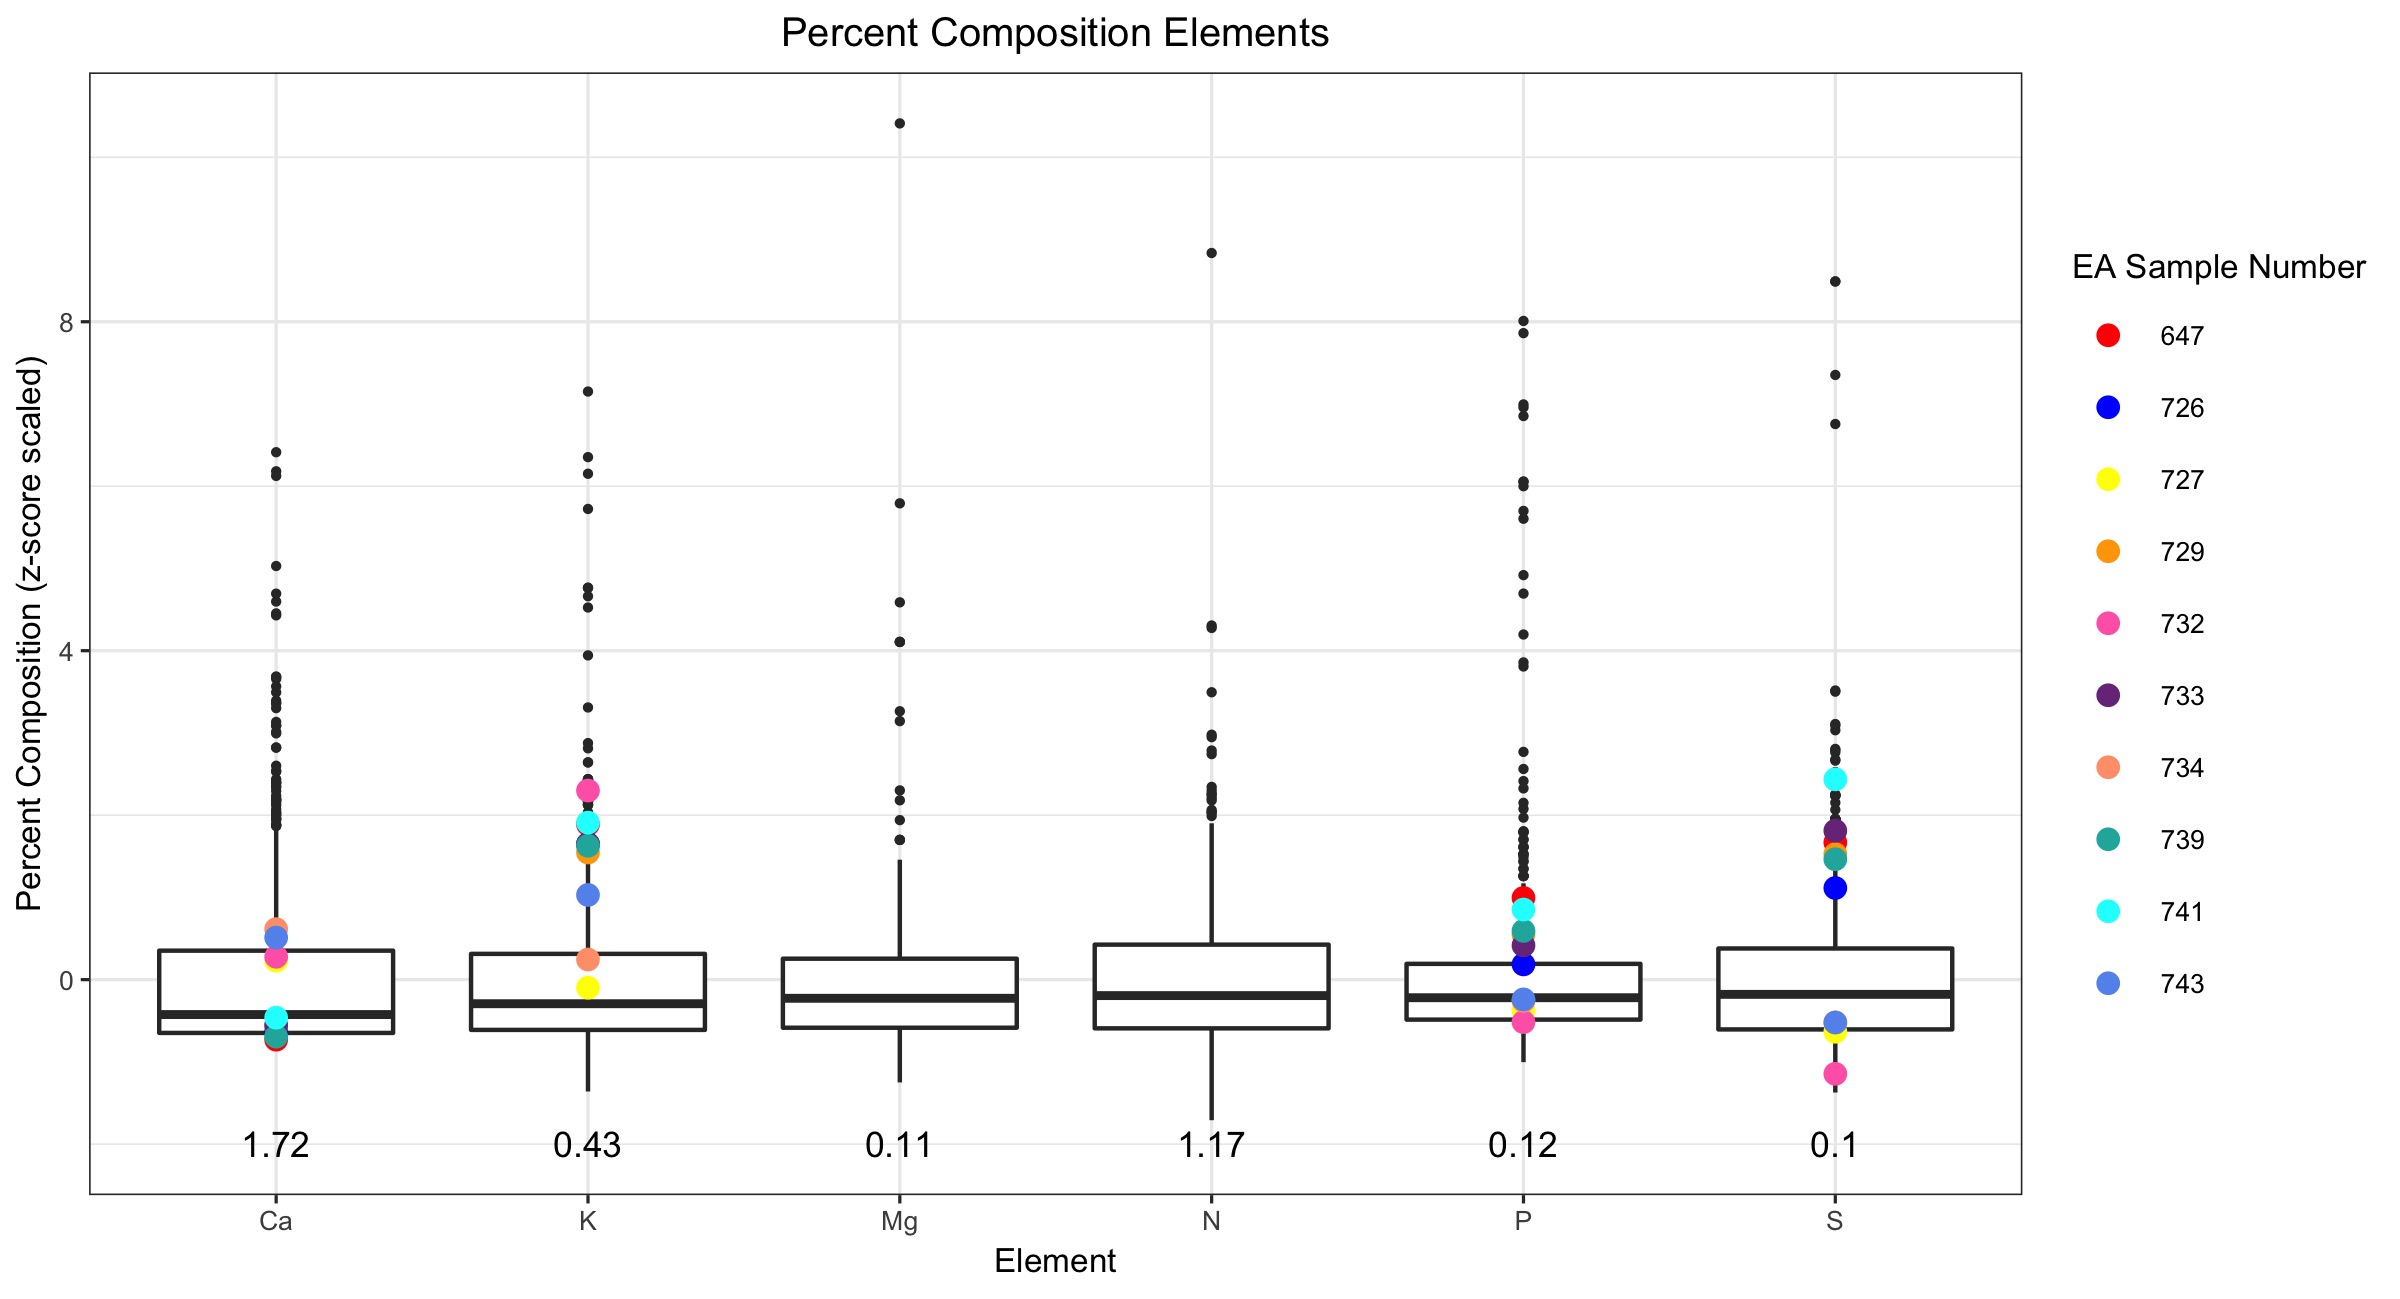 Percent Composition Elements
Percent Composition (z-score scaled)
8
4
0
1.72 0.43 0.11 1.17 0.12 0.1
Ca K Mg N P S
Element
EA Sample Number
647
726
727
729
732
733
734
739
741
743